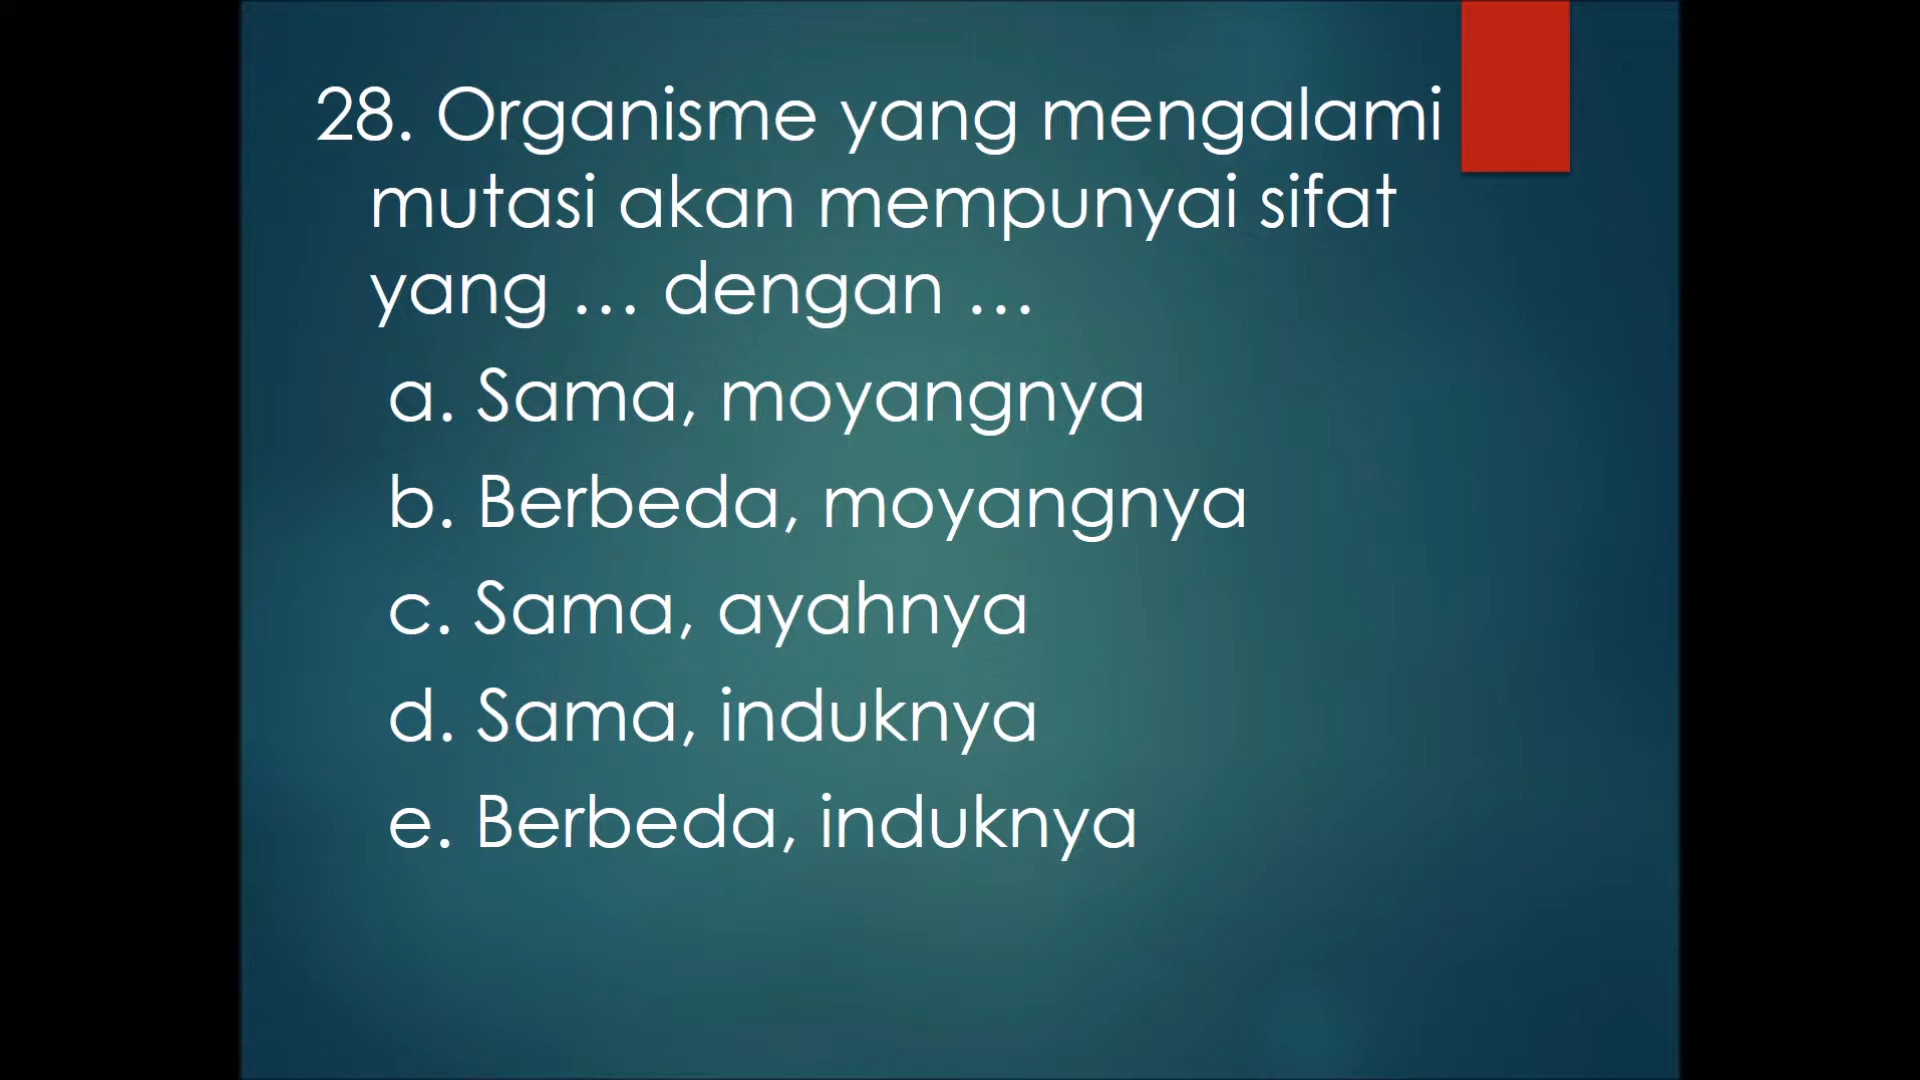 28. Organisme yang mengalami
mutasi akan mempunyai sifat
yang ... dengan ...
a. Sama, moyangnya
b. Berbeda, moyangnya
c. Sama, ayahnya
d. Sama, induknya
e. Berbeda, induknya